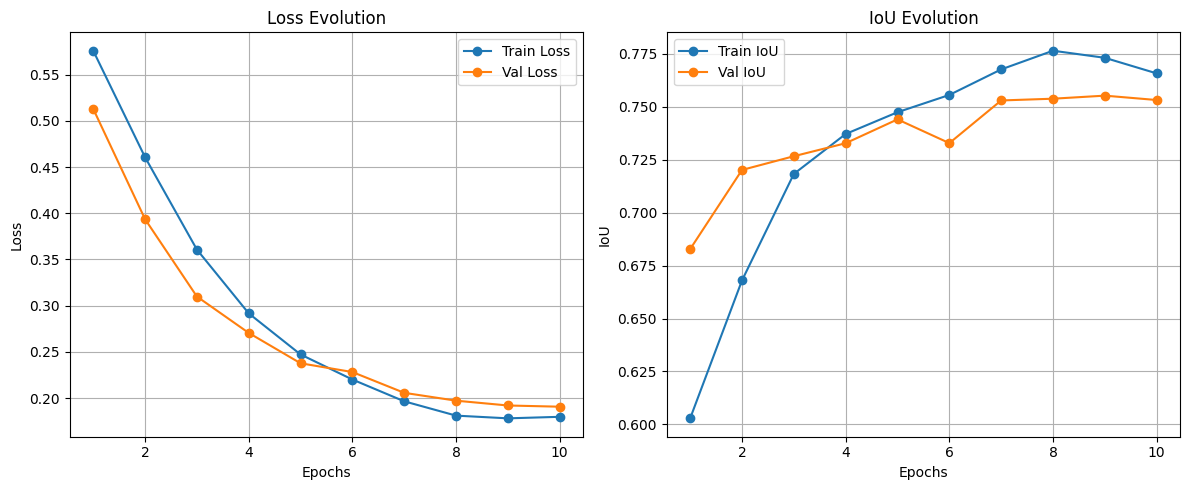 Loss Evolution
Train Loss
Val Loss
0.55
0.50
0.45
0.40
0.35
0.30
0.25
0.20
Loss
2
4
6
8
10
Epochs
IoU Evolution
Train IoU
Val IoU
0.775
0.750
0.725
0.700
0.675
0.650
0.625
0.600
IoU
2
4
6
8
10
Epochs